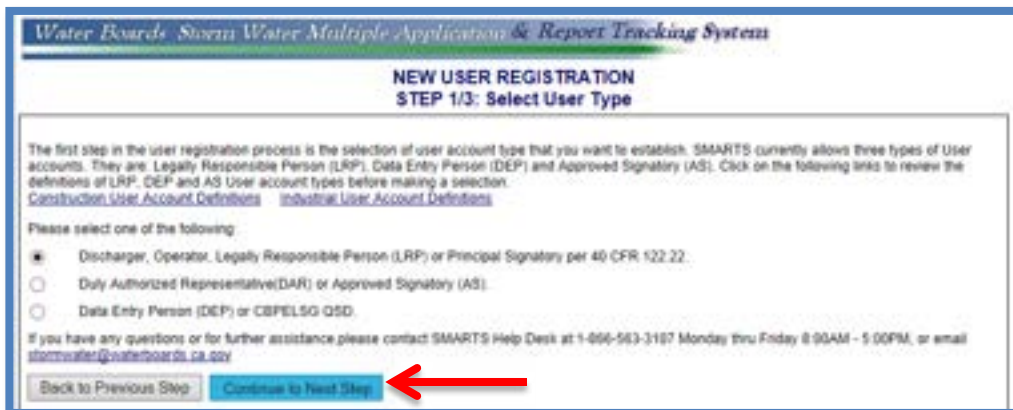 Water Boards Storm Water Multiple Application & Report Tracking System
NEW USER REGISTRATION
STEP 1/3: Select User Type
The first step in the user registration process is the selection of user account type that you want to establish. SMARTS currently allows three types of User
accounts. They are: Legally Responsible Person (LRP), Data Entry Person (DEP) and Approved Signatory (AS). Click on the following links to review the
definitions of LRP, DEP and AS User account types before making a selection.
Construction User Account Definitions Industrial User Account Definitions
Please select one of the following:
Discharger, Operator, Legally Responsible Person (LRP) or Principal Signatory per 40 CFR 122.22.
Duly Authorized Representative(DAR) or Approved Signatory (AS).
Data Entry Person (DEP) or CBPELSG QSD.
If you have any questions or for further assistance,please contact SMARTS Help Desk at 1-866-563-3107 Monday thru Friday 8:00AM - 5:00PM, or email
stormwater@waterboards.ca.gov
Back to Previous Step Continue to Next Step